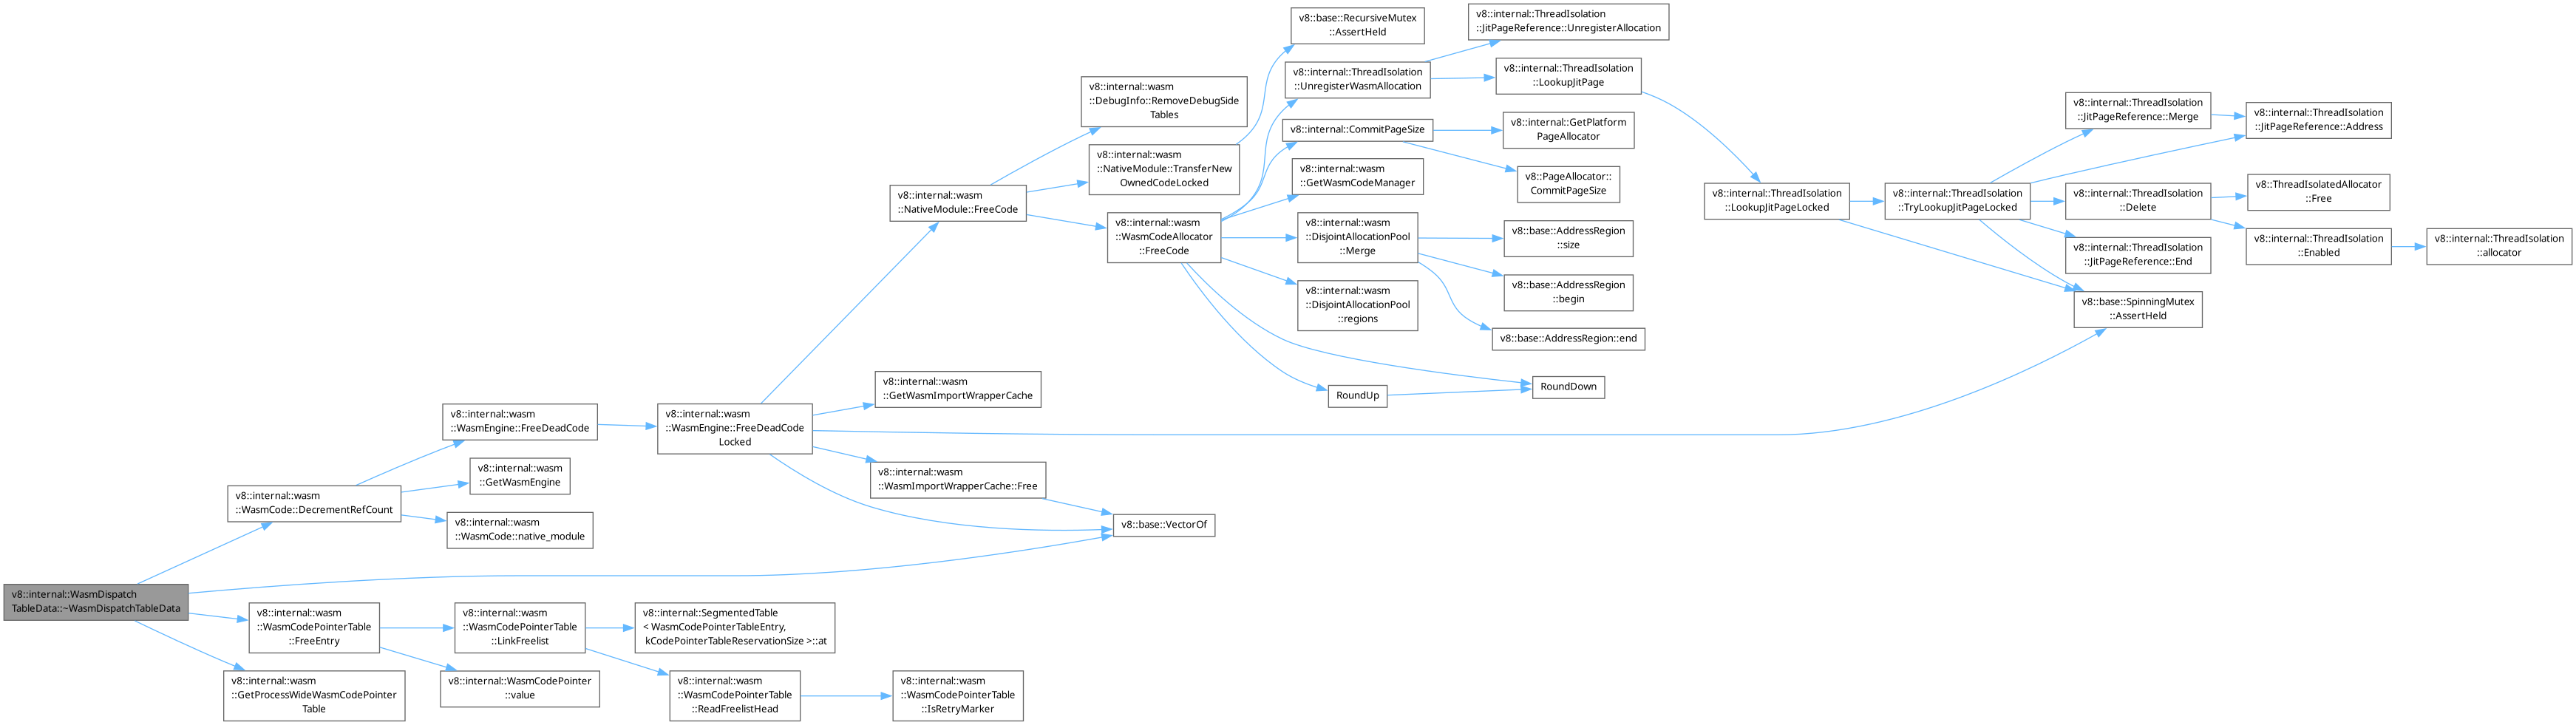 v8::internal::WasmDispatch
TableData::~WasmDispatchTableData
v8::internal::wasm
::WasmCode::DecrementRefCount
v8::internal::wasm
::WasmEngine::FreeDeadCode
v8::internal::wasm
::WasmEngine::FreeDeadCode
Locked
v8::internal::wasm
::NativeModule::FreeCode
v8::internal::wasm
::DebugInfo::RemoveDebugSide
Tables
v8::internal::wasm
::NativeModule::TransferNew
OwnedCodeLocked
v8::base::RecursiveMutex
::AssertHeld
v8::internal::wasm
::WasmCodeAllocator
::FreeCode
v8::internal::ThreadIsolation
::UnregisterWasmAllocation
v8::internal::ThreadIsolation
::JitPageReference::UnregisterAllocation
v8::internal::ThreadIsolation
::LookupJitPage
v8::internal::ThreadIsolation
::LookupJitPageLocked
v8::internal::ThreadIsolation
::TryLookupJitPageLocked
v8::internal::ThreadIsolation
::JitPageReference::Merge
v8::internal::ThreadIsolation
::JitPageReference::Address
v8::internal::ThreadIsolation
::Delete
v8::ThreadIsolatedAllocator
::Free
v8::internal::ThreadIsolation
::Enabled
v8::internal::ThreadIsolation
::allocator
v8::internal::ThreadIsolation
::JitPageReference::End
v8::base::SpinningMutex
::AssertHeld
v8::internal::CommitPageSize
v8::internal::GetPlatform
PageAllocator
v8::PageAllocator::
CommitPageSize
v8::internal::wasm
::GetWasmCodeManager
v8::internal::wasm
::DisjointAllocationPool
::Merge
v8::base::AddressRegion
::size
v8::base::AddressRegion
::begin
v8::base::AddressRegion::end
v8::internal::wasm
::DisjointAllocationPool
::regions
RoundUp
RoundDown
v8::internal::wasm
::GetWasmImportWrapperCache
v8::internal::wasm
::WasmImportWrapperCache::Free
v8::base::VectorOf
v8::internal::wasm
::GetWasmEngine
v8::internal::wasm
::WasmCode::native_module
v8::internal::wasm
::WasmCodePointerTable
::FreeEntry
v8::internal::wasm
::WasmCodePointerTable
::LinkFreelist
v8::internal::SegmentedTable
< WasmCodePointerTableEntry,
kCodePointerTableReservationSize >::at
v8::internal::wasm
::WasmCodePointerTable
::ReadFreelistHead
v8::internal::wasm
::WasmCodePointerTable
::IsRetryMarker
v8::internal::WasmCodePointer
::value
v8::internal::wasm
::GetProcessWideWasmCodePointer
Table